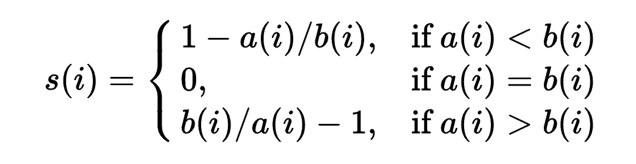 s(i) = { 1 − a(i)/b(i), if a(i) < b(i)
0, if a(i) = b(i)
b(i)/a(i) − 1, if a(i) > b(i)